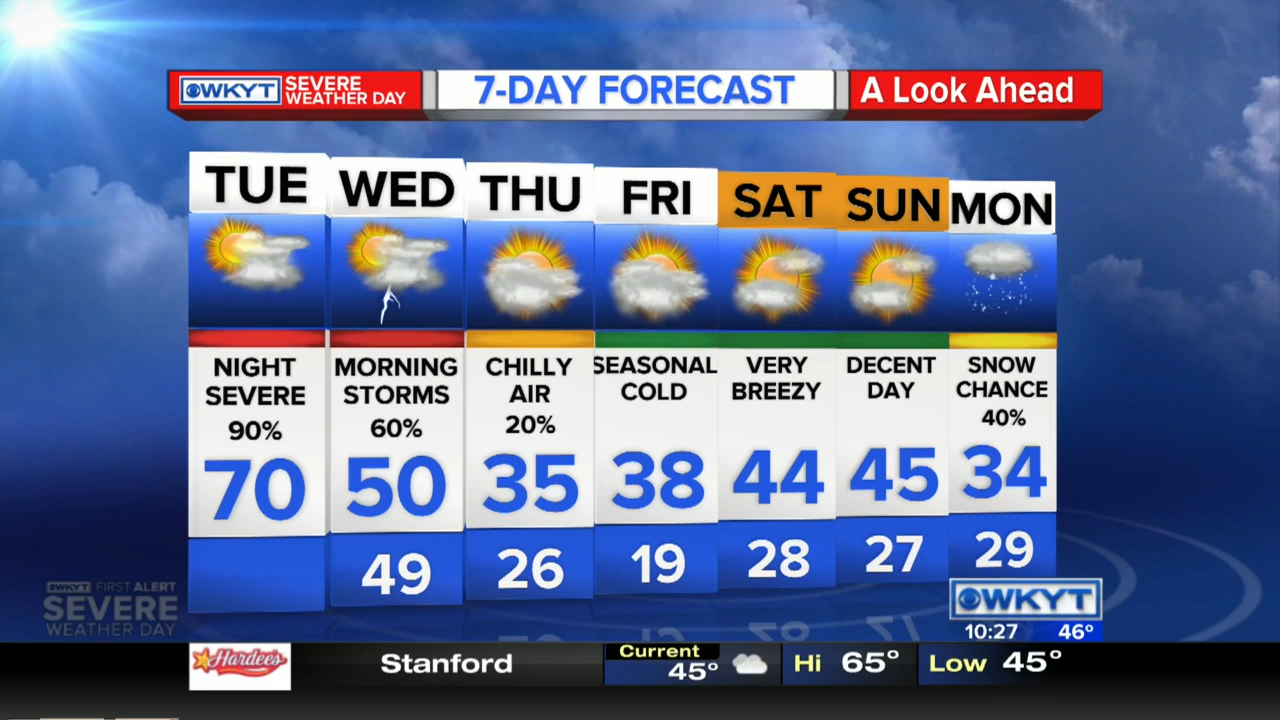 WKYT SEVERE WEATHER DAY
7-DAY FORECAST
A Look Ahead
TUE WED THU FRI SAT SUN MON
NIGHT SEVERE 90%
MORNING STORMS 60%
CHILLY AIR 20%
SEASONAL COLD
VERY BREEZY
DECENT DAY
SNOW CHANCE 40%
70 50 35 38 44 45 34
49 26 19 28 27 29
WKYT FIRST ALERT
SEVERE
WEATHER DAY
WKYT
10:27 46°
Hardee's
Stanford
Current
45°
Hi 65°
Low 45°